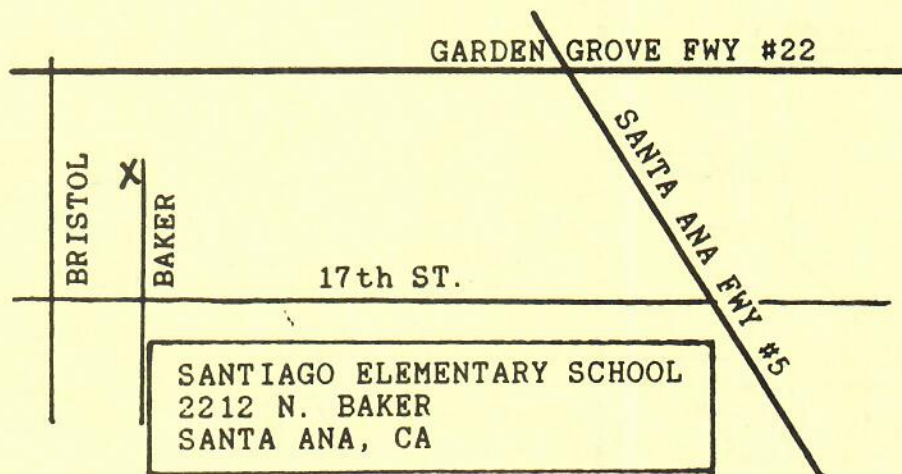 GARDEN GROVE FWY #22
SANTA ANA FWY #5
BRISTOL
X
BAKER
17th ST.
SANTIAGO ELEMENTARY SCHOOL
2212 N. BAKER
SANTA ANA, CA